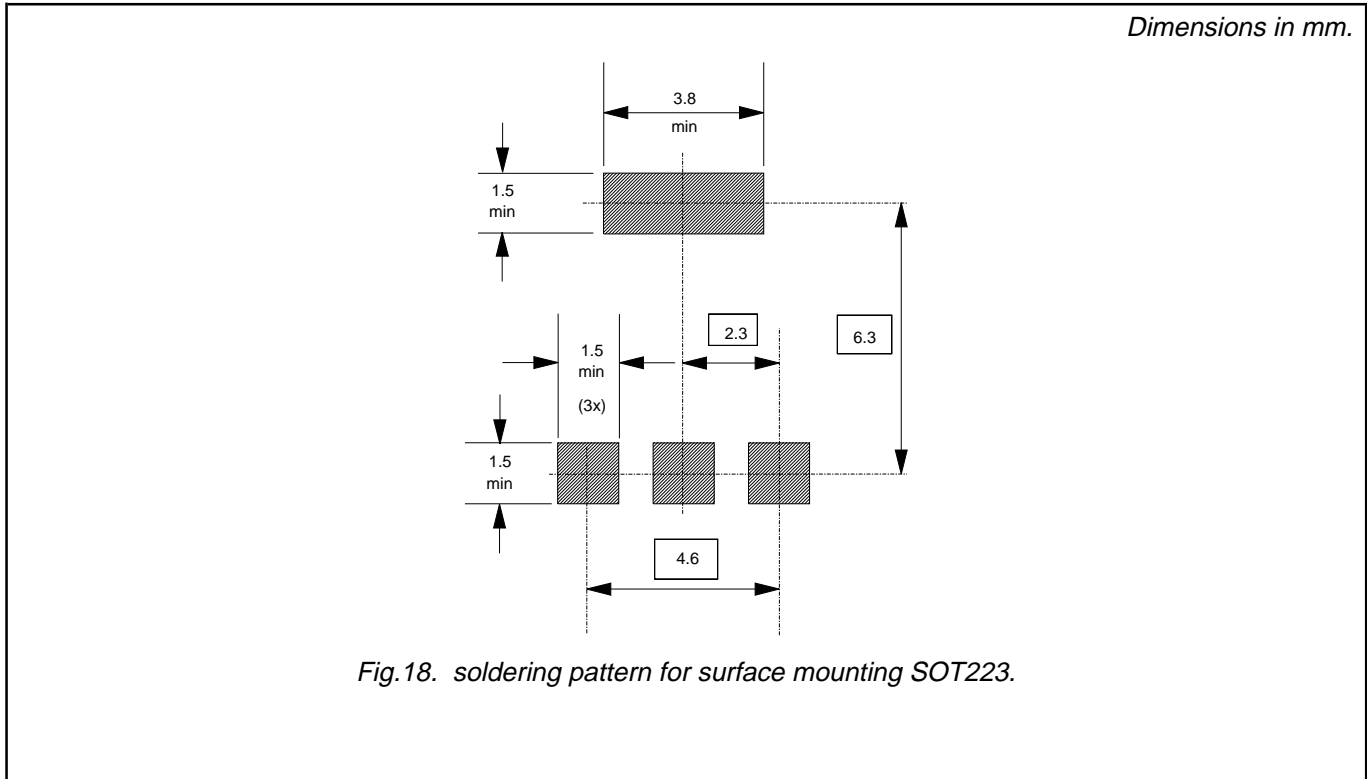 Dimensions in mm.
3.8
min
1.5
min
2.3
6.3
1.5
min
(3x)
1.5
min
4.6
Fig.18. soldering pattern for surface mounting SOT223.